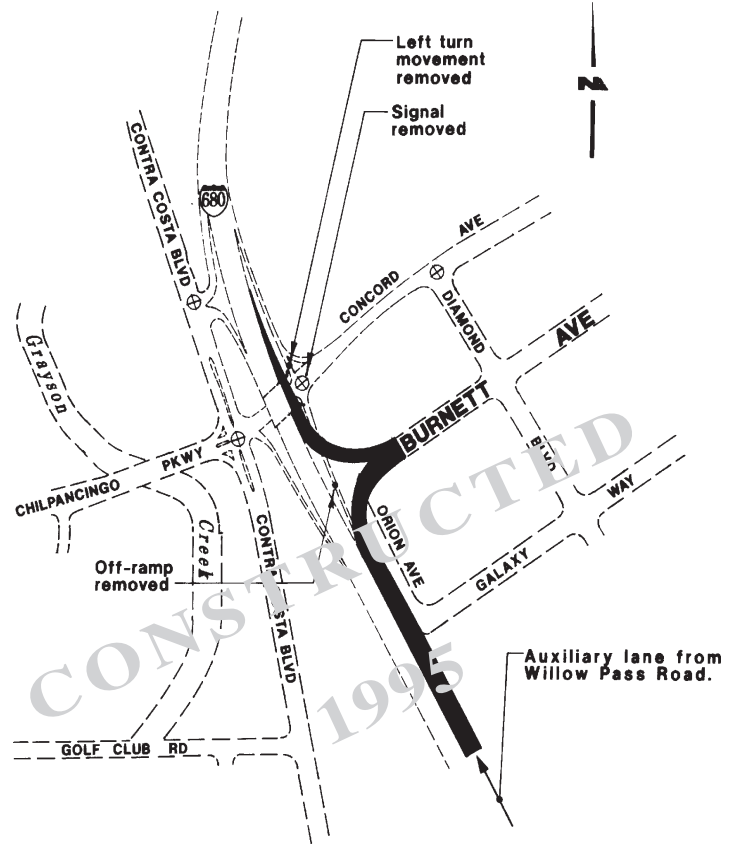 Left turn
movement
removed
Signal
removed
N
CONTRA COSTA BLVD
680
CONCORD AVE
DIAMOND BLVD
BURNETT AVE
Grayson Creek
CHILPANCINGO PKWY
ORION AVE
GALAXY WAY
CONTRA COSTA BLVD
Off-ramp
removed
CONSTRUCTED
1995
Auxiliary lane from
Willow Pass Road.
GOLF CLUB RD